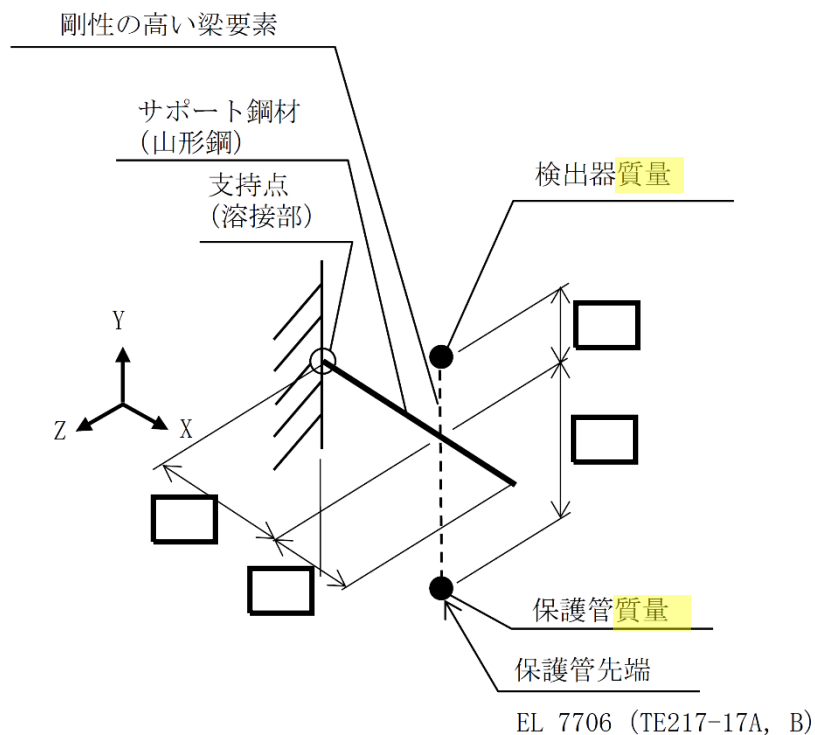 剛性の高い梁要素
サポート鋼材
(山形鋼)
支持点
(溶接部)
検出器質量
Y
Z
X
保護管質量
保護管先端
EL 7706 (TE217-17A, B)